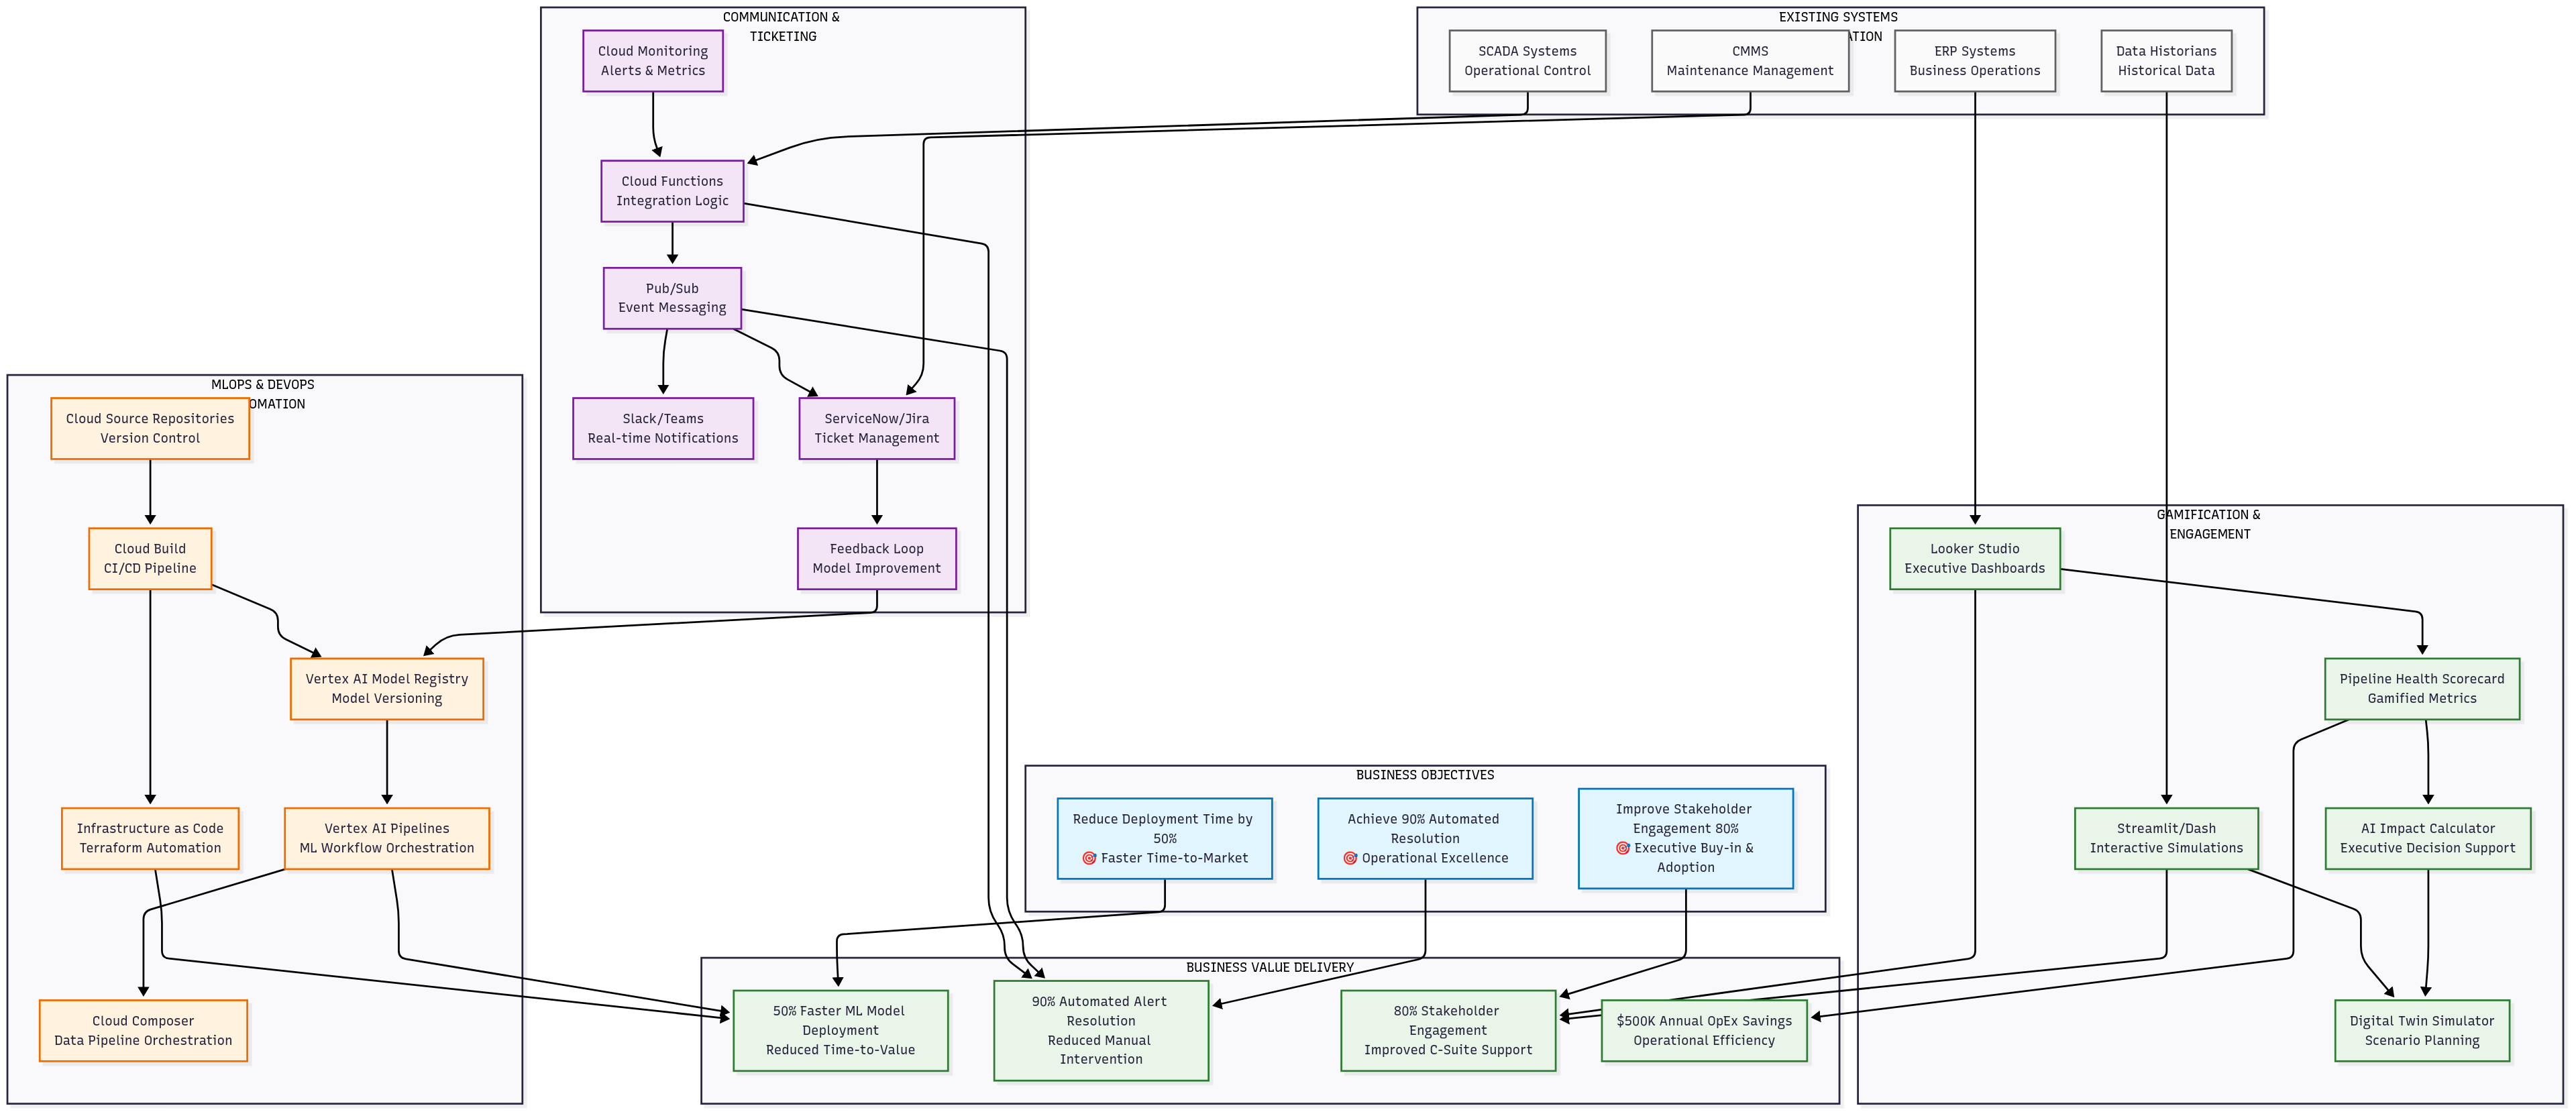 COMMUNICATION &
TICKETING
Cloud Monitoring
Alerts & Metrics
Cloud Functions
Integration Logic
Pub/Sub
Event Messaging
Slack/Teams
Real-time Notifications
ServiceNow/Jira
Ticket Management
Feedback Loop
Model Improvement
EXISTING SYSTEMS
ATION
SCADA Systems
Operational Control
CMMS
Maintenance Management
ERP Systems
Business Operations
Data Historians
Historical Data
MLOPS & DEVOPS
OMATION
Cloud Source Repositories
Version Control
Cloud Build
CI/CD Pipeline
Vertex AI Model Registry
Model Versioning
Infrastructure as Code
Terraform Automation
Vertex AI Pipelines
ML Workflow Orchestration
Cloud Composer
Data Pipeline Orchestration
GAMIFICATION &
ENGAGEMENT
Looker Studio
Executive Dashboards
Pipeline Health Scorecard
Gamified Metrics
Streamlit/Dash
Interactive Simulations
AI Impact Calculator
Executive Decision Support
Digital Twin Simulator
Scenario Planning
BUSINESS OBJECTIVES
Reduce Deployment Time by
50%
🎯 Faster Time-to-Market
Achieve 90% Automated
Resolution
🎯 Operational Excellence
Improve Stakeholder
Engagement 80%
🎯 Executive Buy-in &
Adoption
BUSINESS VALUE DELIVERY
50% Faster ML Model
Deployment
Reduced Time-to-Value
90% Automated Alert
Resolution
Reduced Manual
Intervention
80% Stakeholder
Engagement
Improved C-Suite Support
$500K Annual OpEx Savings
Operational Efficiency